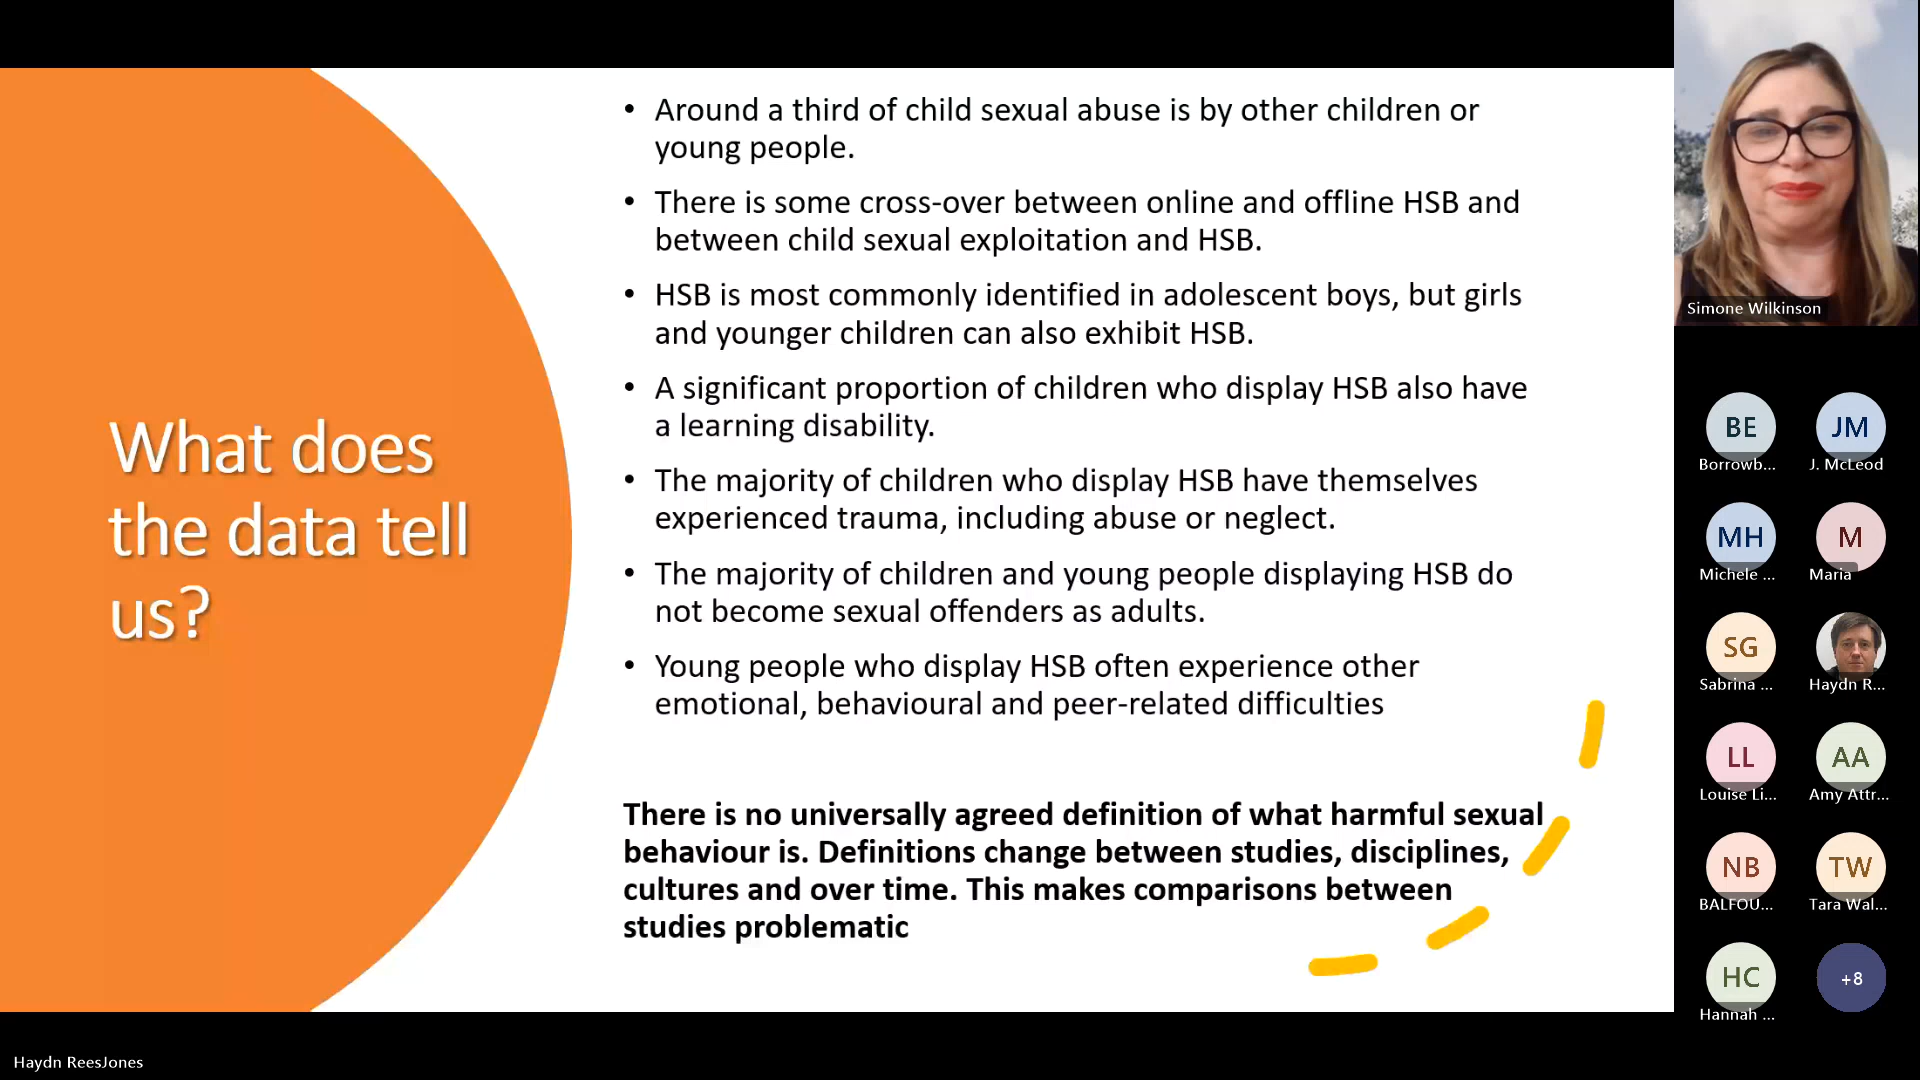 What does
the data tell
us?
• Around a third of child sexual abuse is by other children or
young people.
• There is some cross-over between online and offline HSB and
between child sexual exploitation and HSB.
• HSB is most commonly identified in adolescent boys, but girls
and younger children can also exhibit HSB.
• A significant proportion of children who display HSB also have
a learning disability.
• The majority of children who display HSB have themselves
experienced trauma, including abuse or neglect.
• The majority of children and young people displaying HSB do
not become sexual offenders as adults.
• Young people who display HSB often experience other
emotional, behavioural and peer-related difficulties
There is no universally agreed definition of what harmful sexual
behaviour is. Definitions change between studies, disciplines,
cultures and over time. This makes comparisons between
studies problematic
Simone Wilkinson
BE
Borrowb...
JM
J. McLeod
MH
Michele ...
M
Maria
SG
Sabrina ...
Haydn R...
LL
Louise Li...
AA
Amy Attr...
NB
BALFOU...
TW
Tara Wal...
HC
Hannah ...
+8
Haydn ReesJones